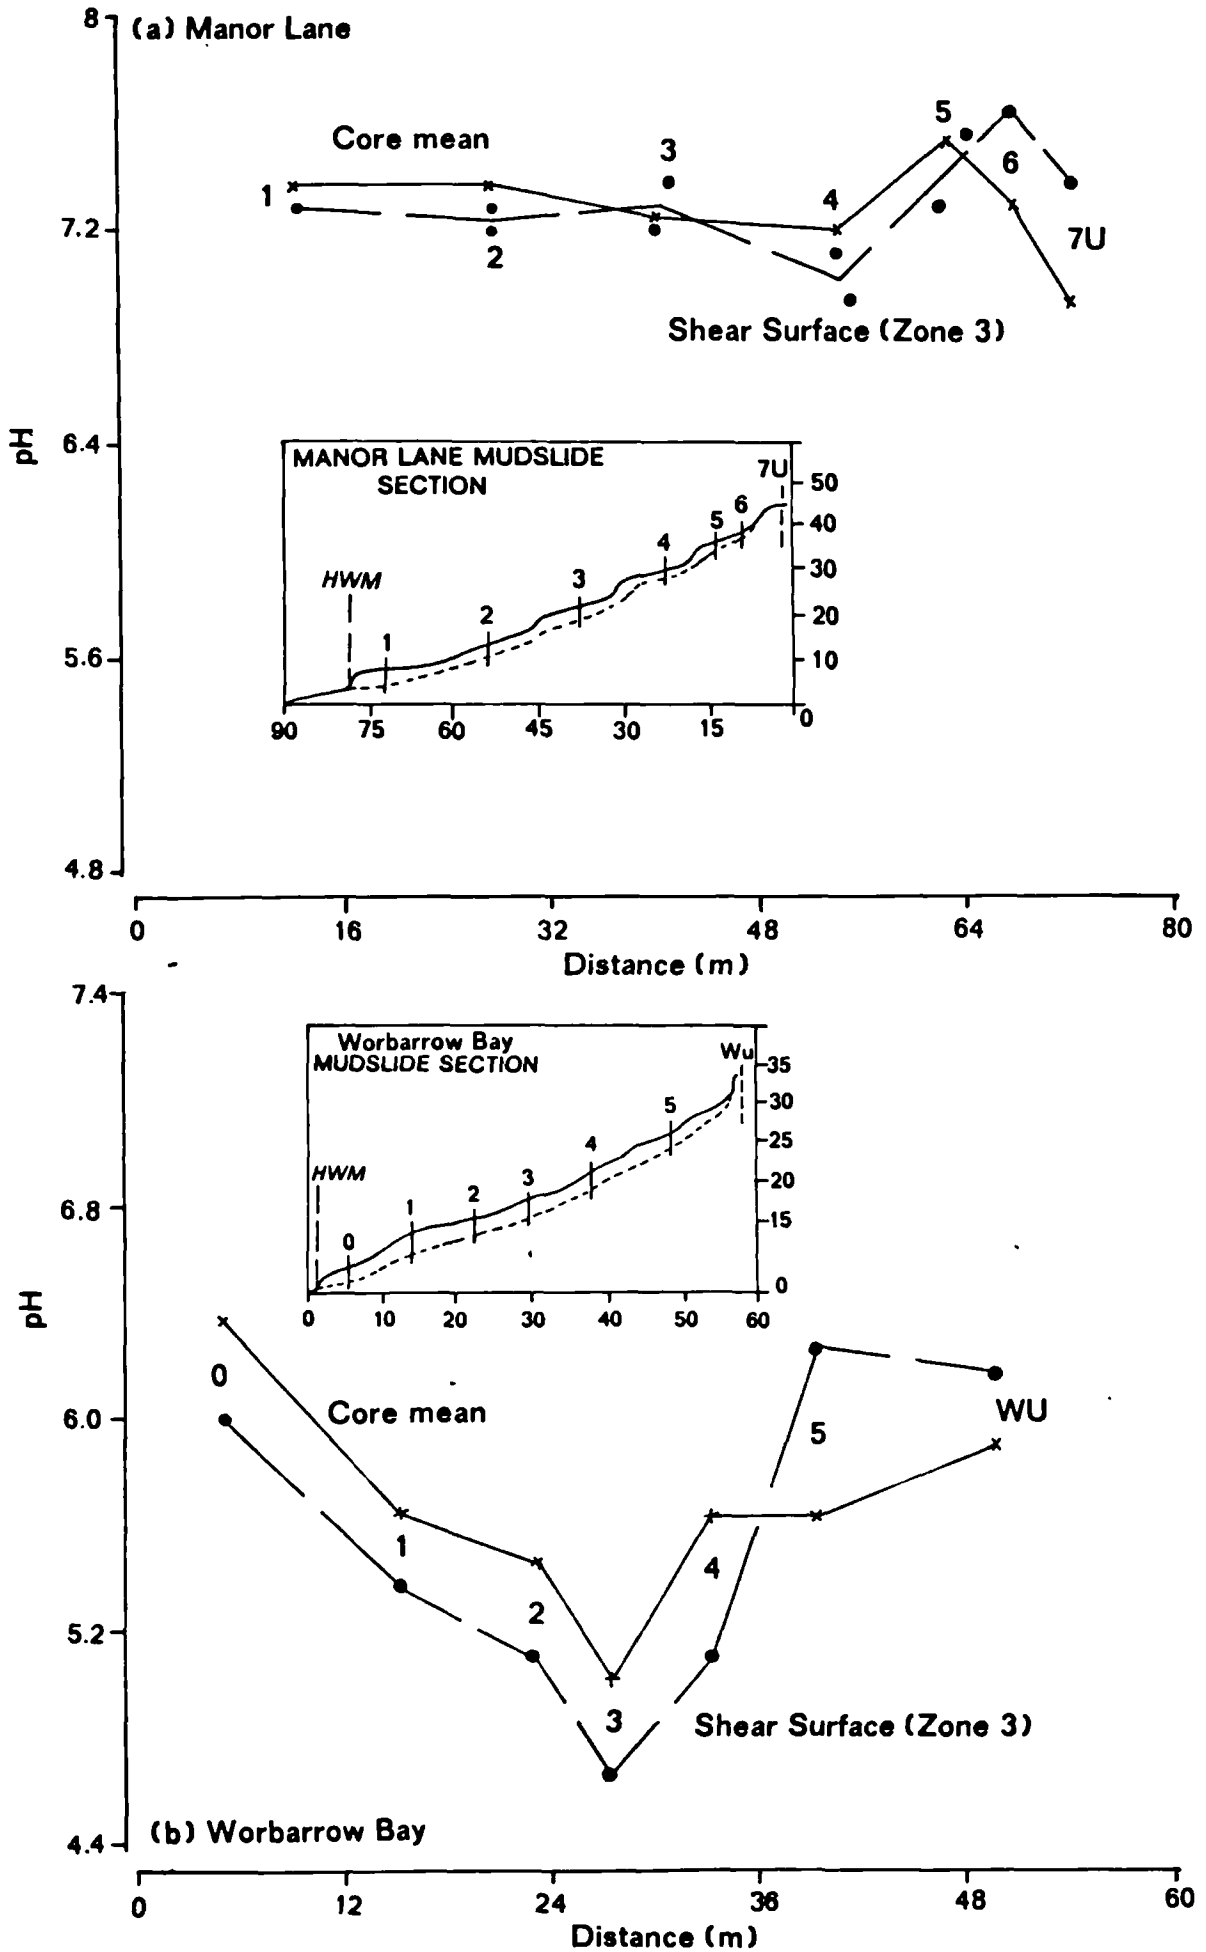 8
(a) Manor Lane
Core mean
1
2
3
4
5
6
7U
7.2
Shear Surface (Zone 3)
pH
6.4
MANOR LANE MUDSLIDE
SECTION
7U
50
40
30
20
10
0
HWM
1
2
3
4
5
6
90 75 60 45 30 15
5.6
4.8
0 16 32 48 64 80
Distance (m)
7.4
Worbarrow Bay
MUDSLIDE SECTION
Wu
35
30
25
20
15
0
HWM
0
1
2
3
4
5
0 10 20 30 40 50 60
6.8
pH
0
Core mean
6.0
WU
5
1
4
2
5.2
3
Shear Surface (Zone 3)
(b) Worbarrow Bay
4.4
0 12 24 36 48 60
Distance (m)